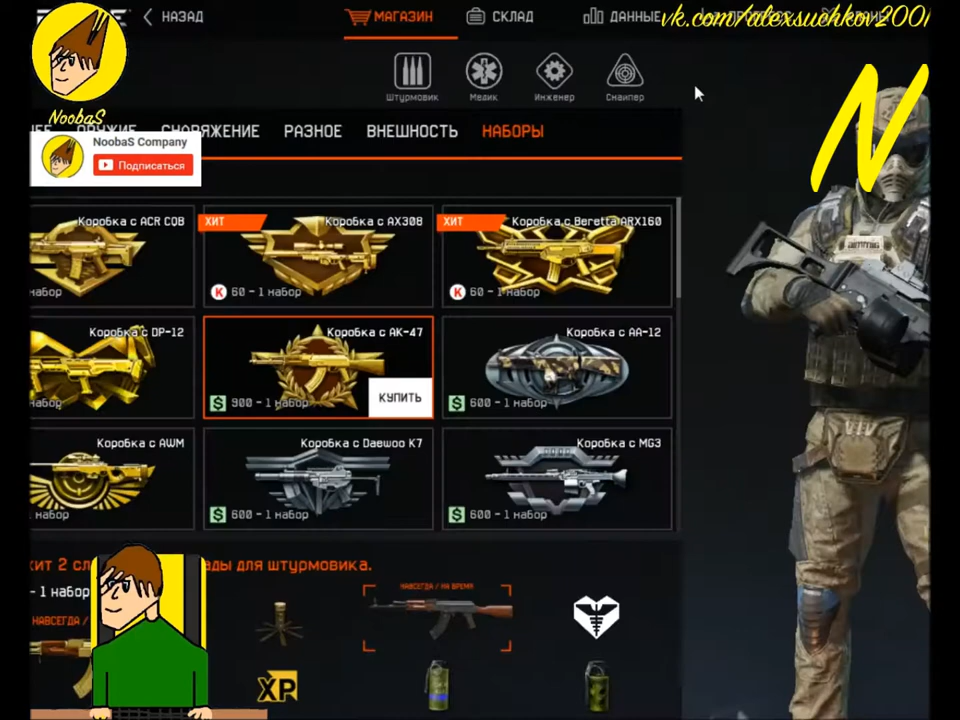 НАЗАД
МАГАЗИН
СКЛАД
ДАННЫЕ
vk.com/alexsuchkov2001
Штурмовик
Медик
Инженер
Снайпер
NoobaS
N
ОРУЖИЕ СНАРЯЖЕНИЕ РАЗНОЕ ВНЕШНОСТЬ НАБОРЫ
NoobaS Company
Подписаться
Коробка с ACR CQB
набор
ХИТ
Коробка с AX308
K 60 - 1 набор
ХИТ
Коробка с Beretta ARX160
K 60 - 1 набор
Коробка с DP-12
набор
Коробка с АК-47
$ 900 - 1 набор
КУПИТЬ
Коробка с AA-12
$ 600 - 1 набор
Коробка с AWM
набор
Коробка с Daewoo K7
$ 600 - 1 набор
Коробка с MG3
$ 600 - 1 набор
для штурмовика.
- 1 набор
НАВСЕГДА /
НАВСЕГДА / НА ВРЕМЯ
XP